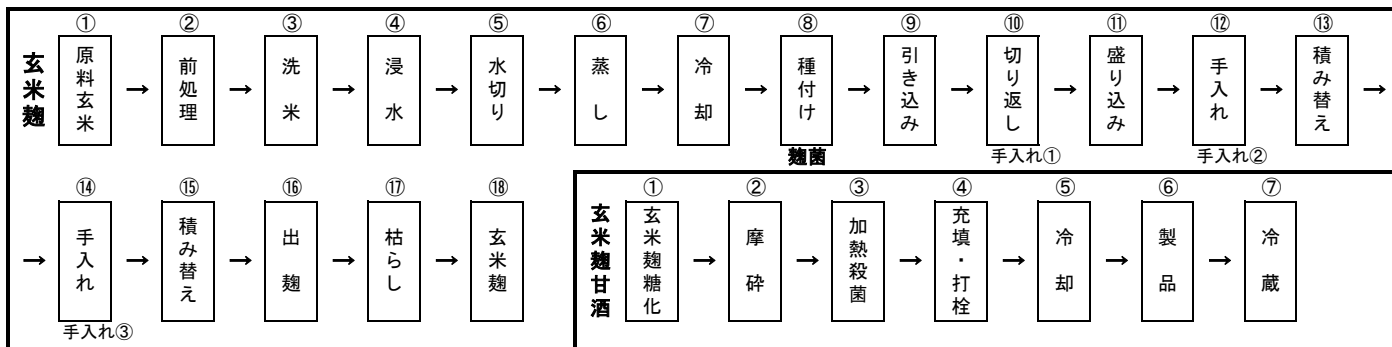 玄米麹
① ② ③ ④ ⑤ ⑥ ⑦ ⑧ ⑨ ⑩ ⑪ ⑫ ⑬
原料玄米 → 前処理 → 洗米 → 浸水 → 水切り → 蒸し → 冷却 → 種付け → 引き込み → 切り返し → 盛り込み → 手入れ → 積み替え →
麹菌 手入れ① 手入れ②
⑭ ⑮ ⑯ ⑰ ⑱
→ 手入れ → 積み替え → 出麹 → 枯らし → 玄米麹
手入れ③
玄米麹甘酒
① ② ③ ④ ⑤ ⑥ ⑦
玄米麹糖化 → 摩砕 → 加熱殺菌 → 充填・打栓 → 冷却 → 製品 → 冷蔵